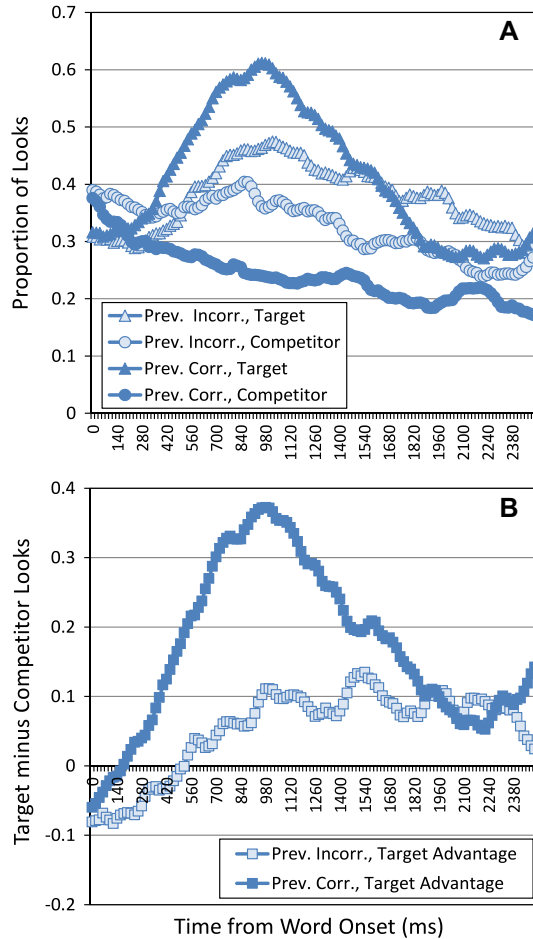 A
0.7
0.6
0.5
0.4
0.3
0.2
0.1
0
Proportion of Looks
Prev. Incorr., Target
Prev. Incorr., Competitor
Prev. Corr., Target
Prev. Corr., Competitor
0 140 280 420 560 700 840 980 1120 1260 1400 1540 1680 1820 1960 2100 2240 2380
B
0.4
0.3
0.2
0.1
0
-0.1
-0.2
Target minus Competitor Looks
0 140 280 420 560 700 840 980 1120 1260 1400 1540 1680 1820 1960 2100 2240 2380
Prev. Incorr., Target Advantage
Prev. Corr., Target Advantage
Time from Word Onset (ms)